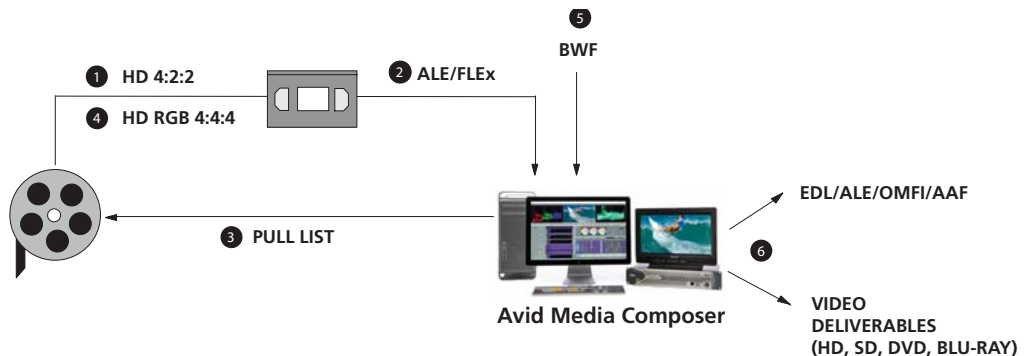 5
BWF
1 HD 4:2:2
2 ALE/FLEx
4 HD RGB 4:4:4
EDL/ALE/OMFI/AAF
3 PULL LIST
6
Avid Media Composer
VIDEO
DELIVERABLES
(HD, SD, DVD, BLU-RAY)